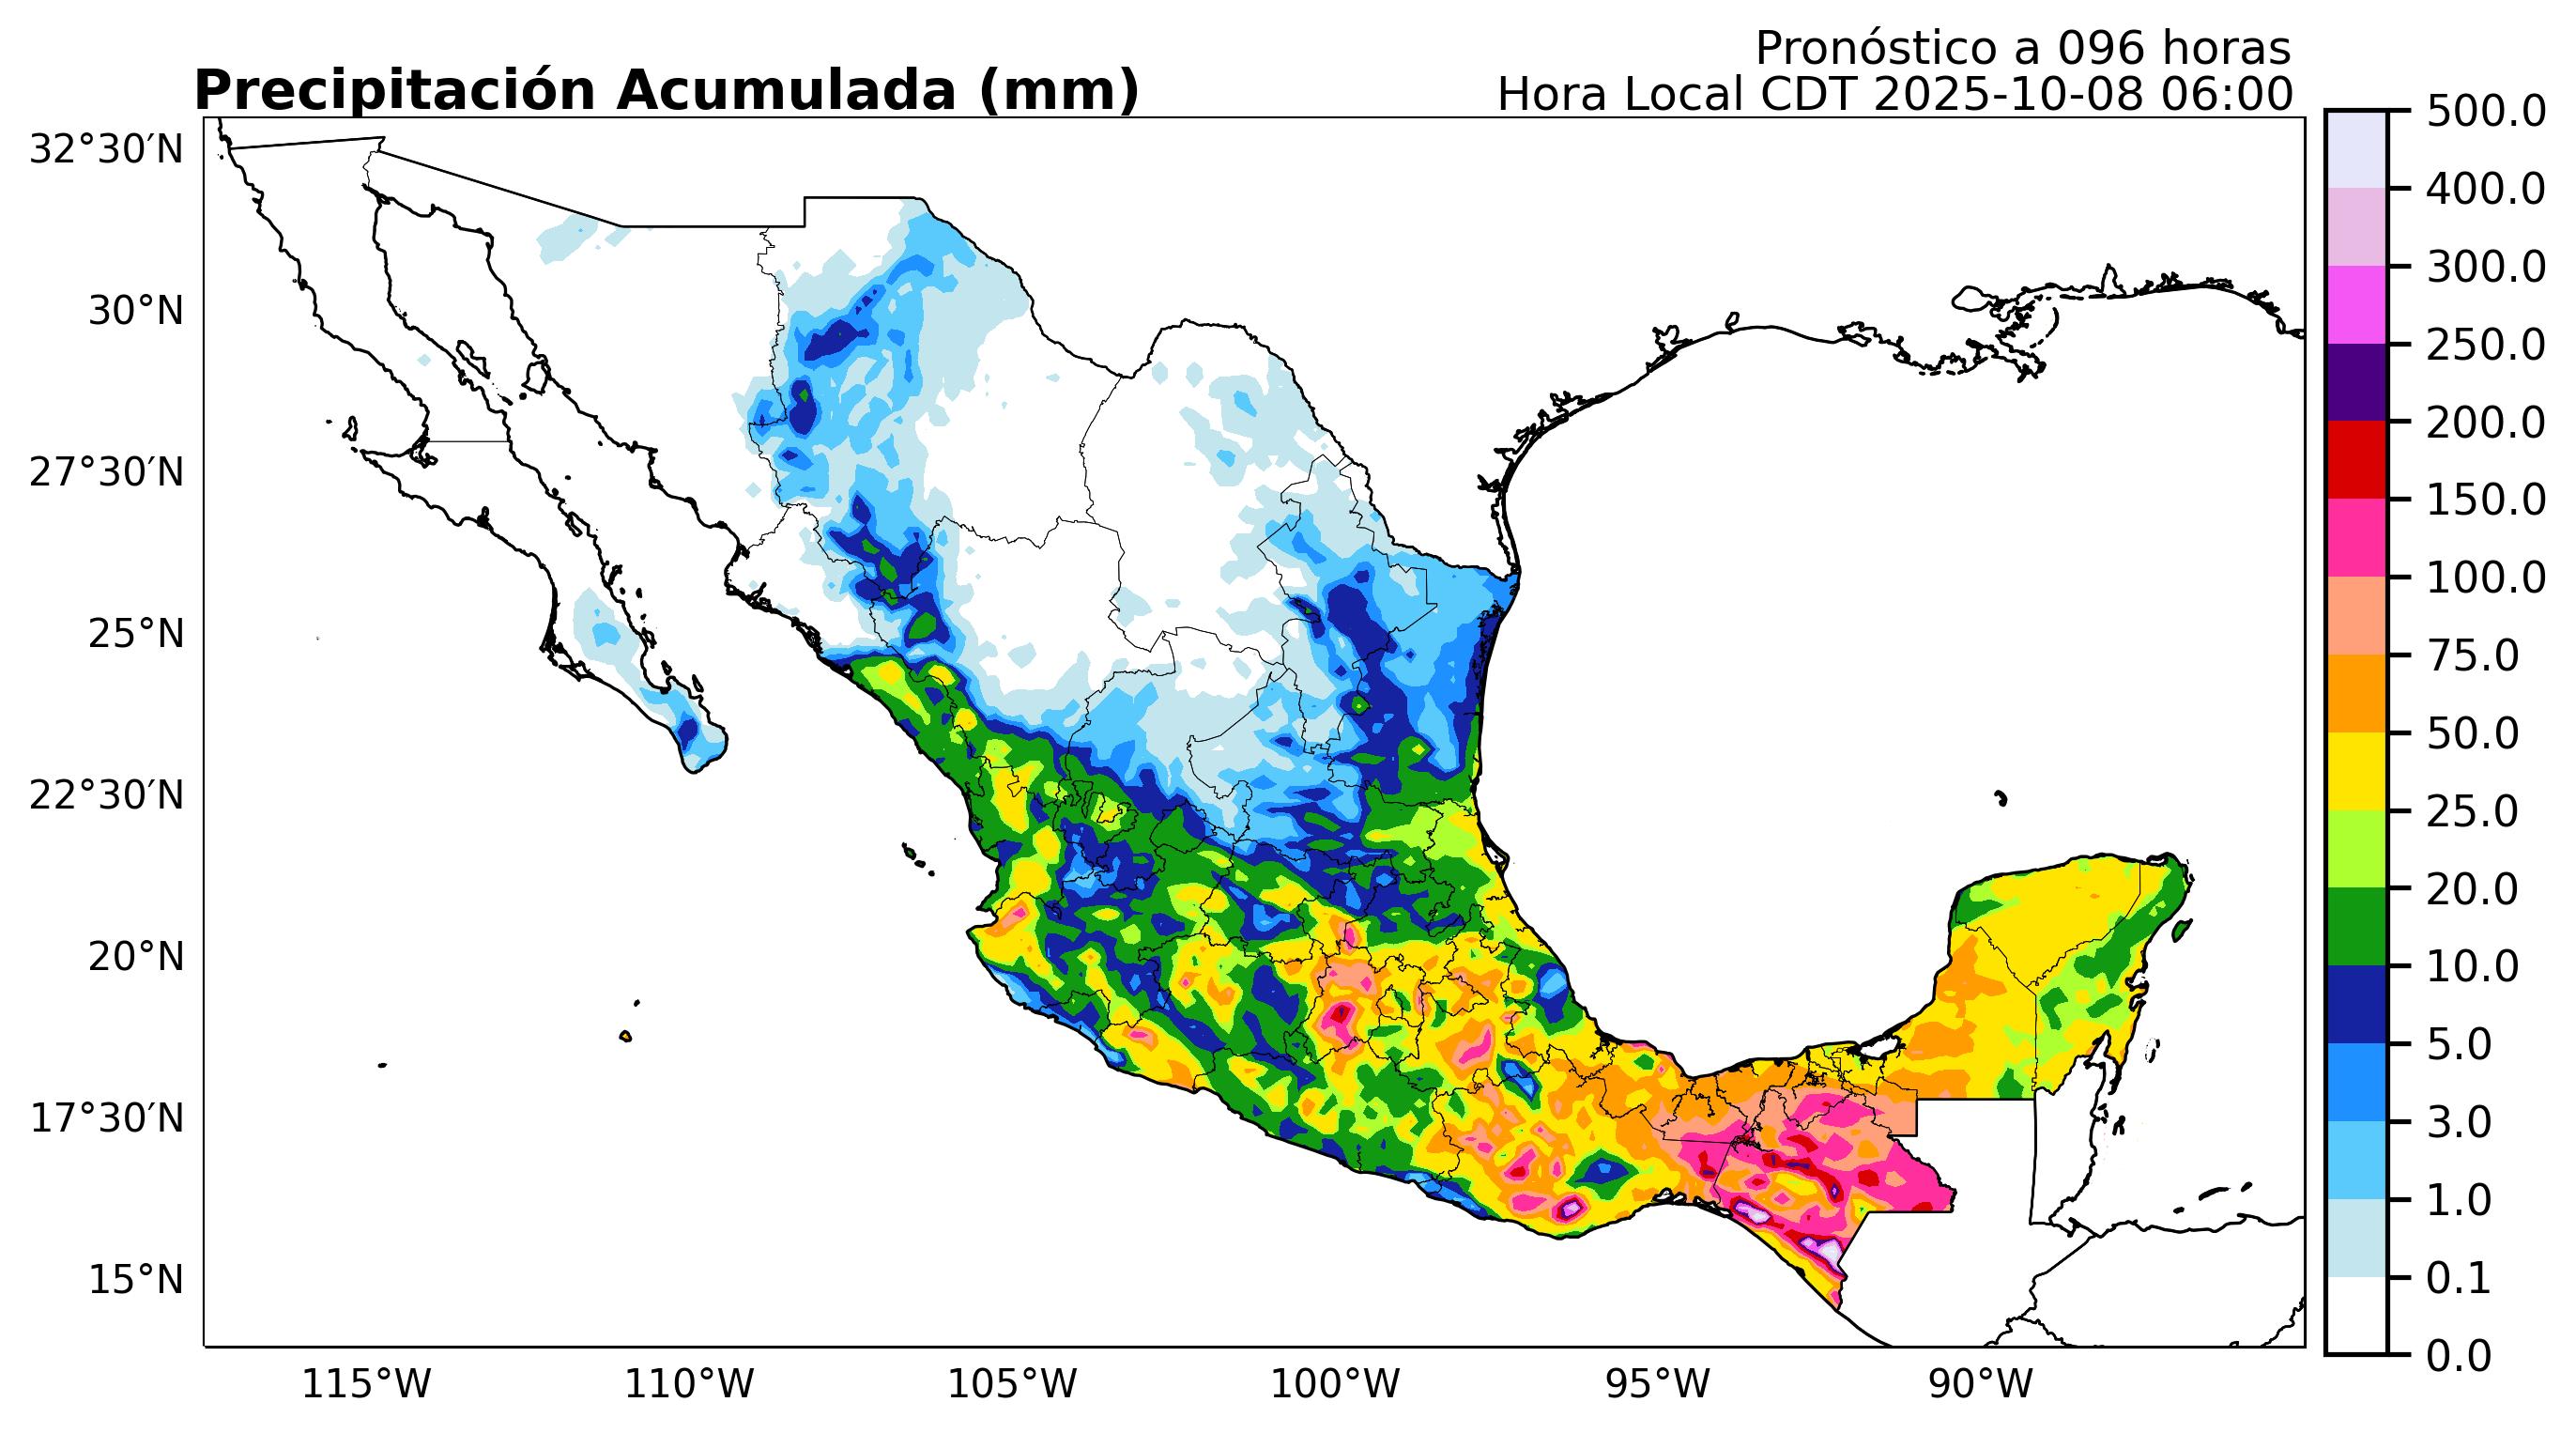 Pronóstico a 096 horas
Precipitación Acumulada (mm)
Hora Local CDT 2025-10-08 06:00
32°30′N
30°N
27°30′N
25°N
22°30′N
20°N
17°30′N
15°N
115°W
110°W
105°W
100°W
95°W
90°W
500.0
400.0
300.0
250.0
200.0
150.0
100.0
75.0
50.0
25.0
20.0
10.0
5.0
3.0
1.0
0.1
0.0